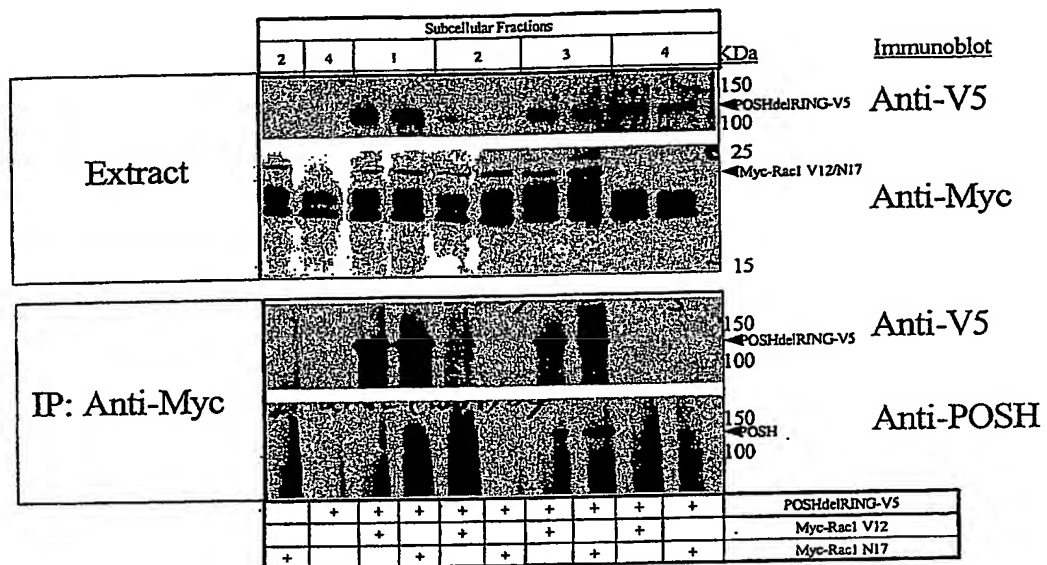 Subcellular Fractions
2 4 1 2 3 4
KDa
Immunoblot
150
POSHdelRING-V5
100
Anti-V5
Extract
25
Myc-Rac1 V12/N17
Anti-Myc
15
150
POSHdelRING-V5
100
Anti-V5
IP: Anti-Myc
150
POSH
100
Anti-POSH
+ + + + + + + + + POSHdelRING-V5
+ + + + Myc-Rac1 V12
+ + + + + Myc-Rac1 N17